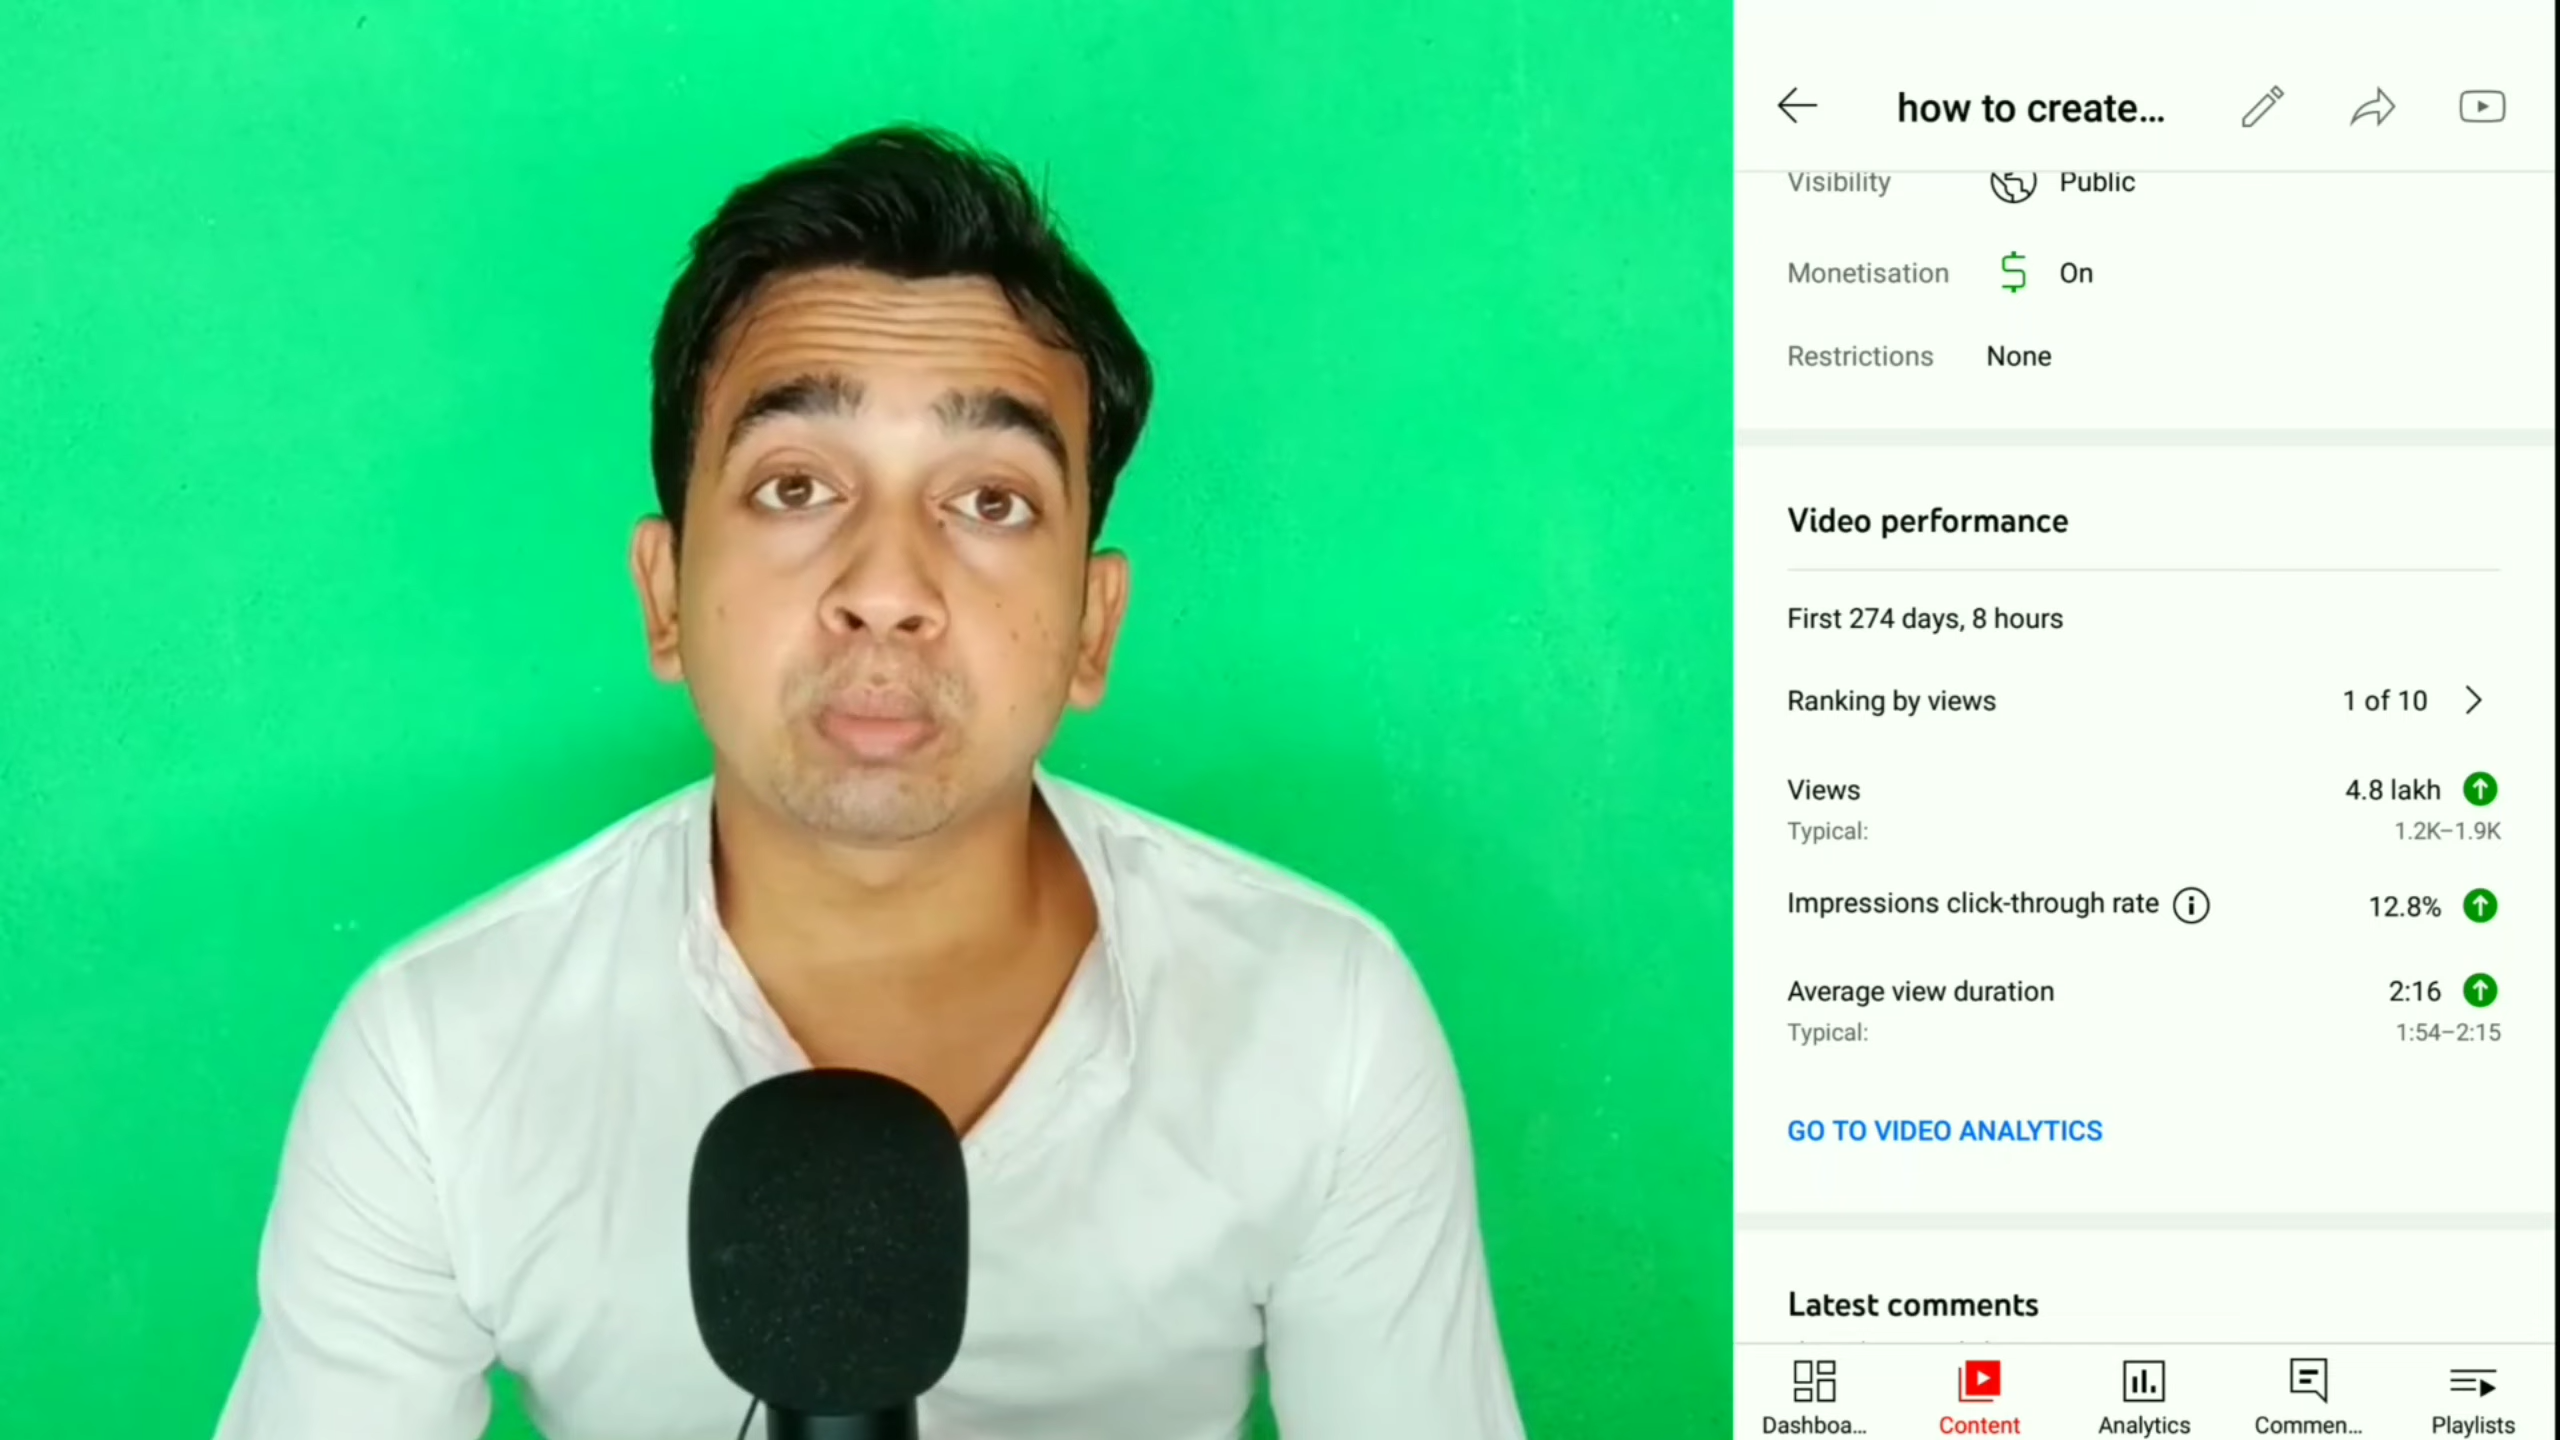 how to create...
Visibility Public
Monetisation $ On
Restrictions None
Video performance
First 274 days, 8 hours
Ranking by views 1 of 10
Views 4.8 lakh
Typical: 1.2K–1.9K
Impressions click-through rate 12.8%
Average view duration 2:16
Typical: 1:54–2:15
GO TO VIDEO ANALYTICS
Latest comments
Dashboa... Content Analytics Commen... Playlists